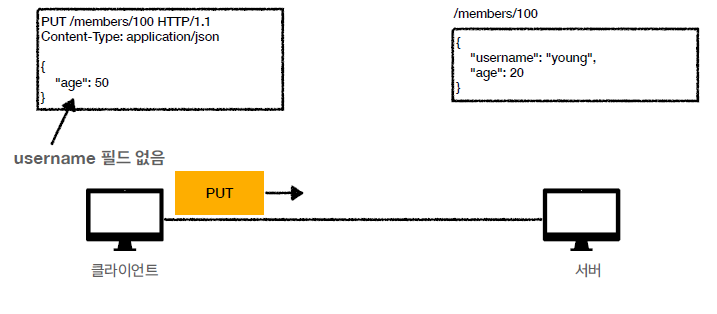 PUT /members/100 HTTP/1.1
Content-Type: application/json
{
"age": 50
}
username 필드 없음
/members/100
{
"username": "young",
"age": 20
}
PUT
클라이언트
서버